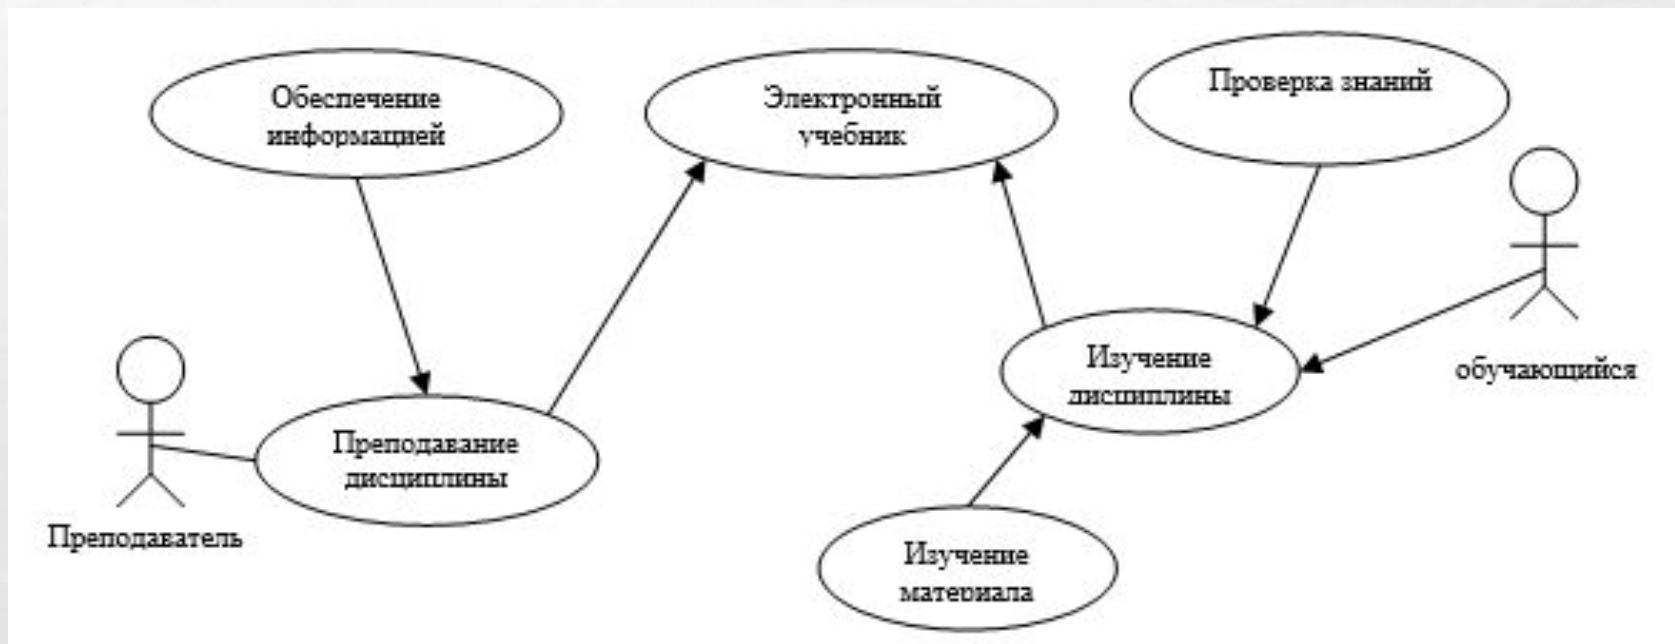 Обеспечение
информацией
Электронный
учебник
Проверка знаний
Изучение
дисциплины
обучающийся
Преподавание
дисциплины
Преподаватель
Изучение
материала